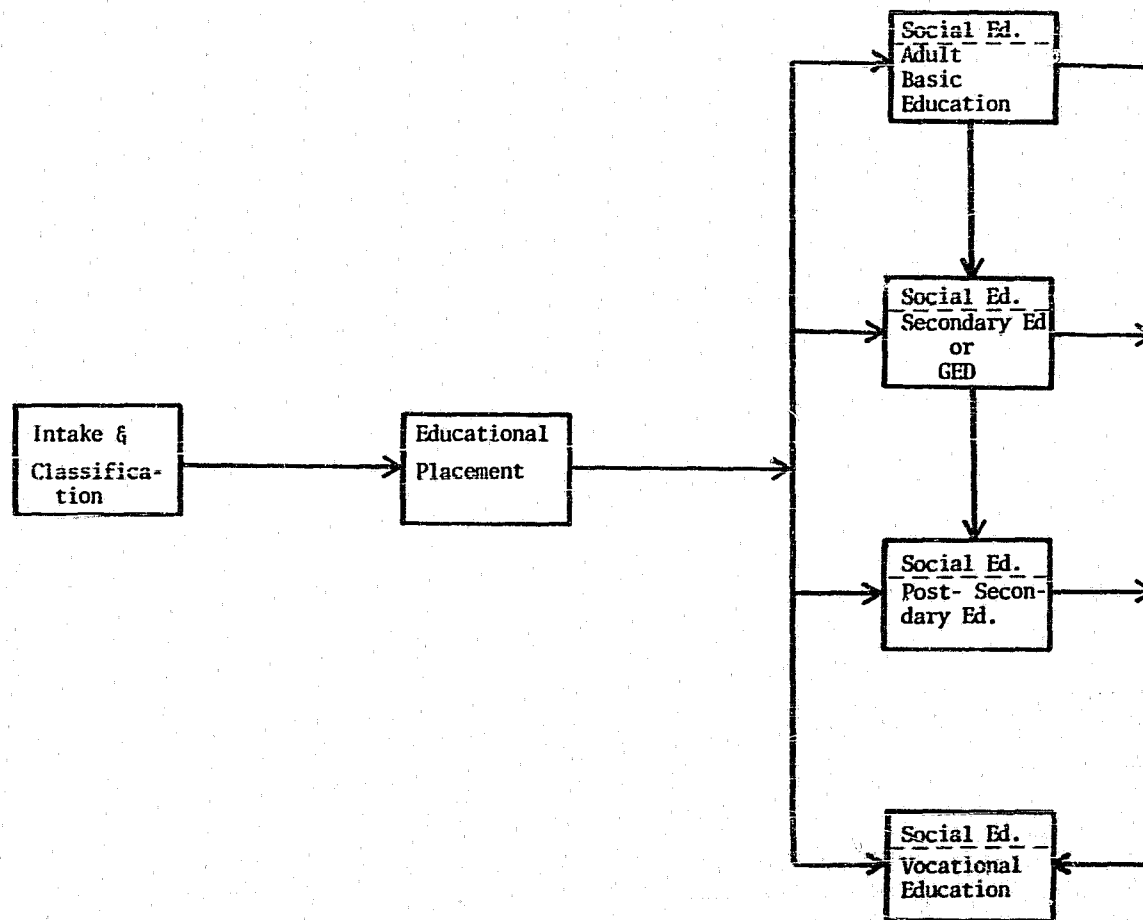 Social Ed.
Adult
Basic
Education
Social Ed.
Secondary Ed
or
GED
Intake &
Classifica-
tion
Educational
Placement
Social Ed.
Post- Secon-
dary Ed.
Social Ed.
Vocational
Education